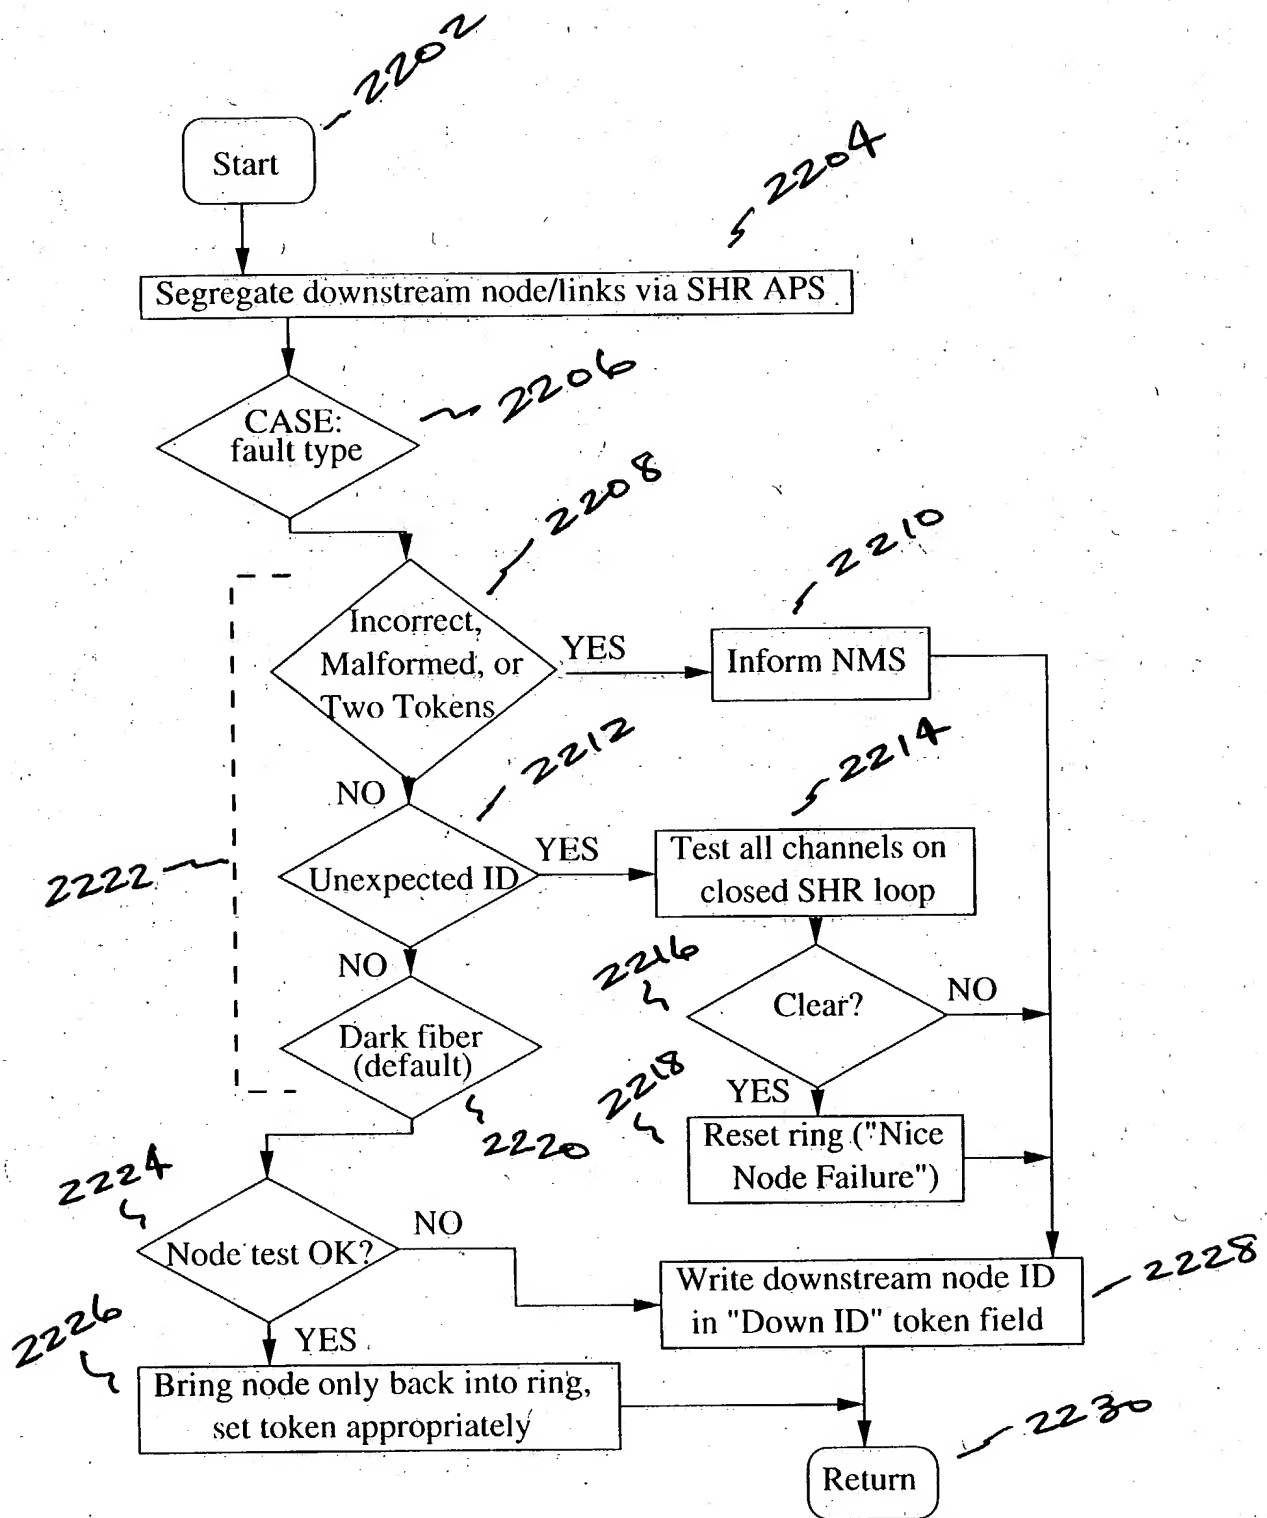 2202
Start
2204
Segregate downstream node/links via SHR APS
2206
CASE:
fault type
2208
2210
Incorrect,
Malformed, or
Two Tokens
YES
Inform NMS
2212
2214
NO
Unexpected ID
YES
Test all channels on
closed SHR loop
2222
NO
2216
Clear?
NO
Dark fiber
(default)
2218
YES
2220
Reset ring ("Nice
Node Failure")
2224
Node test OK?
NO
Write downstream node ID
in "Down ID" token field
2228
2226
YES
Bring node only back into ring,
set token appropriately
2230
Return